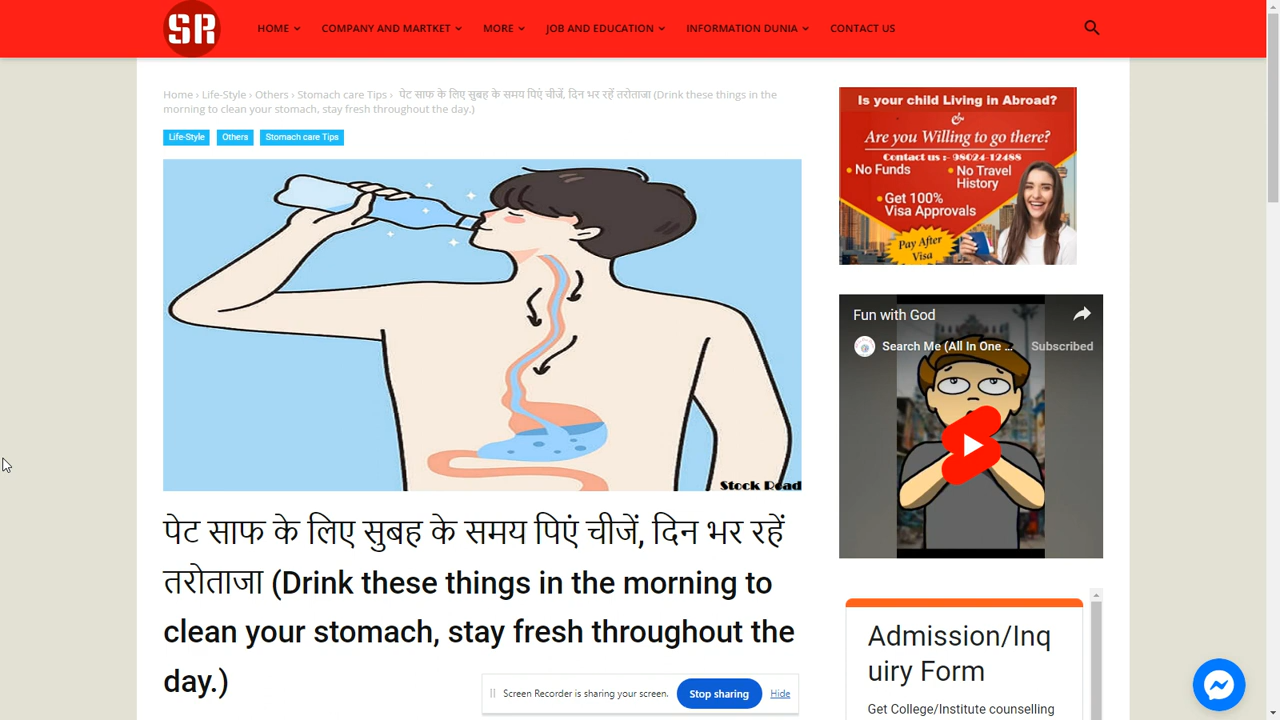 SR
HOME
COMPANY AND MARTKET
MORE
JOB AND EDUCATION
INFORMATION DUNIA
CONTACT US
Home › Life-Style › Others › Stomach care Tips › पेट साफ के लिए सुबह के समय पिएं चीजें, दिन भर रहें तरोताजा (Drink these things in the
morning to clean your stomach, stay fresh throughout the day.)
Life-Style
Others
Stomach care Tips
Stock Read
पेट साफ के लिए सुबह के समय पिएं चीजें, दिन भर रहें
तरोताजा (Drink these things in the morning to
clean your stomach, stay fresh throughout the
day.)
Is your child Living in Abroad?
&
Are you Willing to go there?
Contact us :- 98024-12488
• No Funds
• No Travel
History
• Get 100%
Visa Approvals
Pay After
Visa
Fun with God
Search Me (All In One ...
Subscribed
Admission/Inq
uiry Form
Get College/Institute counselling
Screen Recorder is sharing your screen.
Stop sharing
Hide